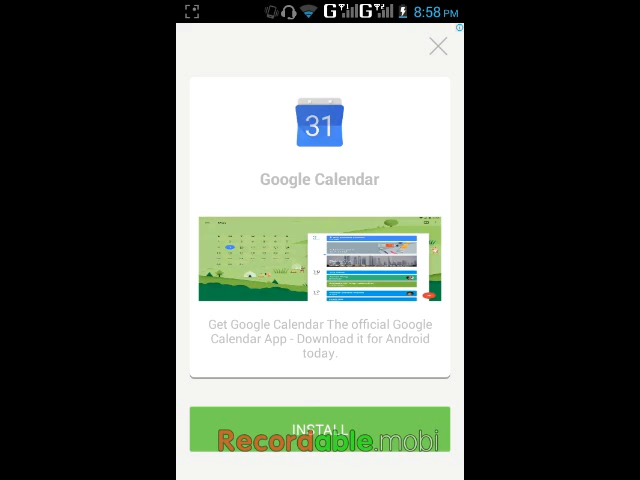 8:58 PM
31
Google Calendar
Get Google Calendar The official Google
Calendar App - Download it for Android
today.
INSTALL
Recordable.mobi